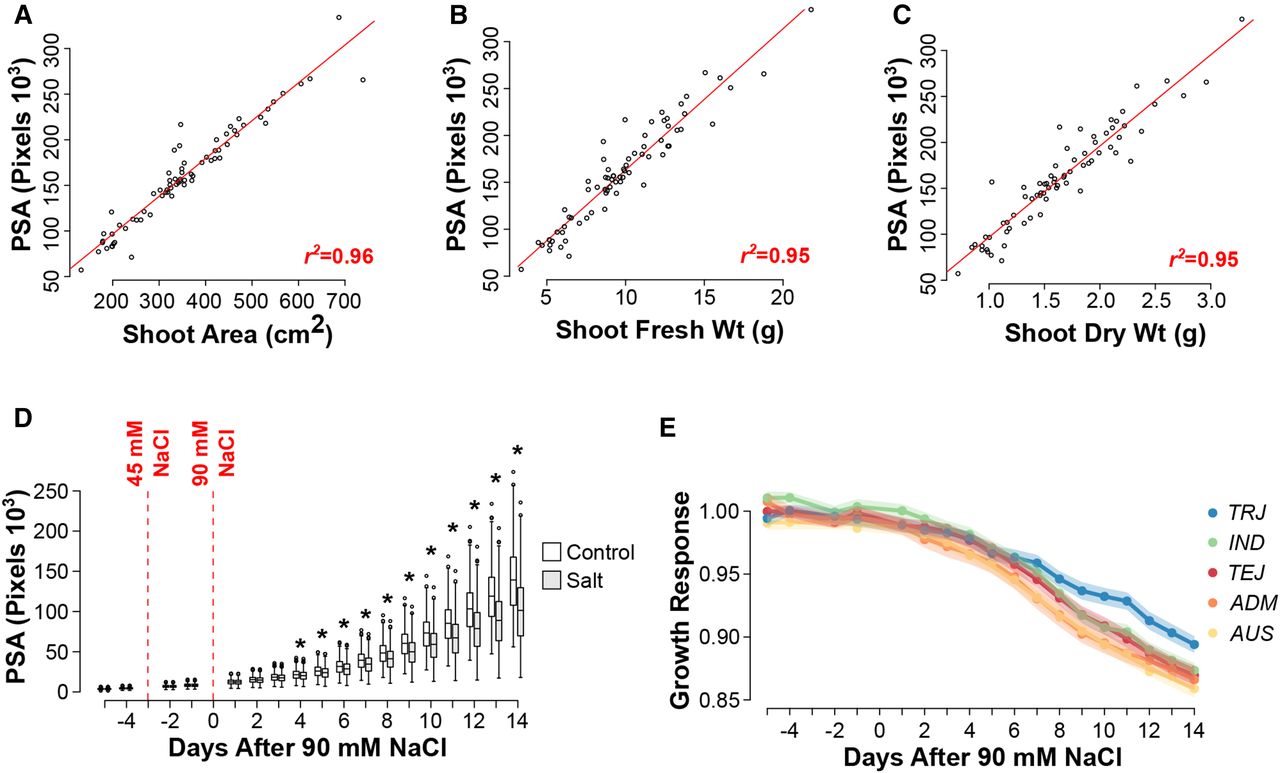 A
PSA (Pixels 10³)
300
250
200
150
100
50
r²=0.96
200 300 400 500 600 700
Shoot Area (cm²)
B
PSA (Pixels 10³)
300
250
200
150
100
50
r²=0.95
5 10 15 20
Shoot Fresh Wt (g)
C
PSA (Pixels 10³)
300
250
200
150
100
50
r²=0.95
1.0 1.5 2.0 2.5 3.0
Shoot Dry Wt (g)
D
45 mM
NaCl
90 mM
NaCl
PSA (Pixels 10³)
250
200
150
100
50
0
* * * * * * * * * * *
Control
Salt
-4 -2 0 2 4 6 8 10 12 14
Days After 90 mM NaCl
E
Growth Response
1.00
0.95
0.90
0.85
TRJ
IND
TEJ
ADM
AUS
-4 -2 0 2 4 6 8 10 12 14
Days After 90 mM NaCl